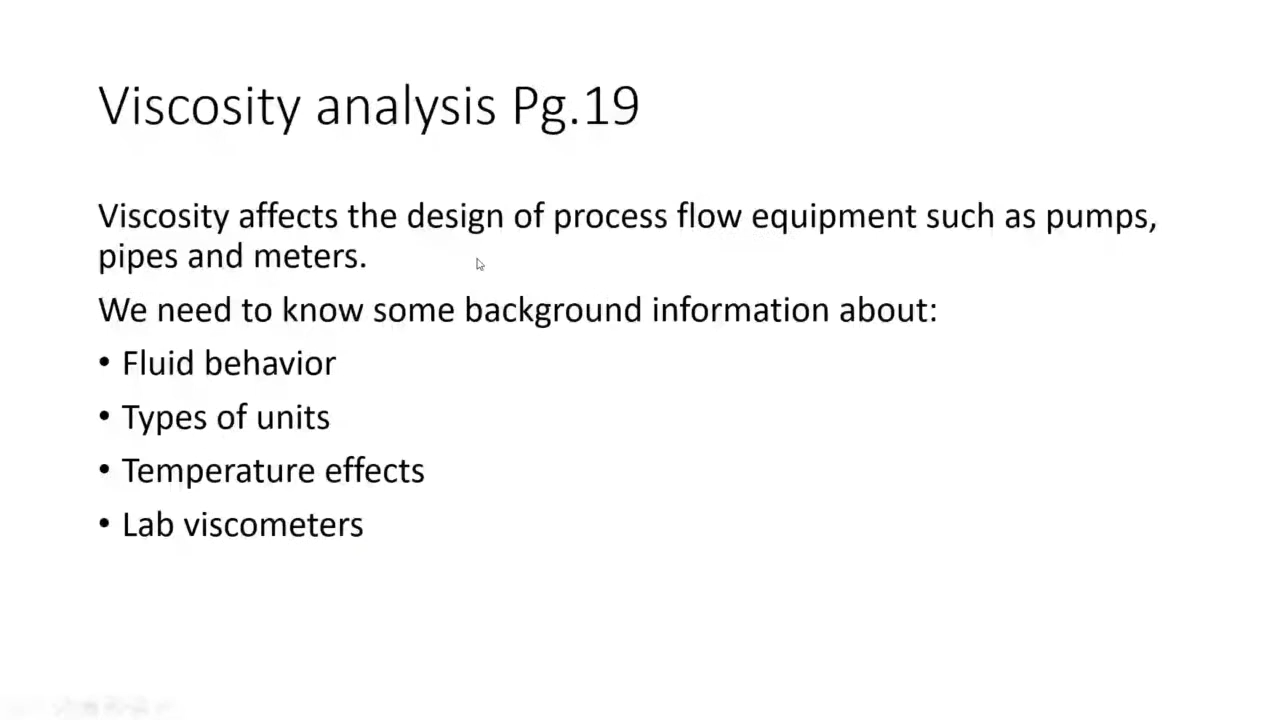 Viscosity analysis Pg.19
Viscosity affects the design of process flow equipment such as pumps,
pipes and meters.
We need to know some background information about:
• Fluid behavior
• Types of units
• Temperature effects
• Lab viscometers